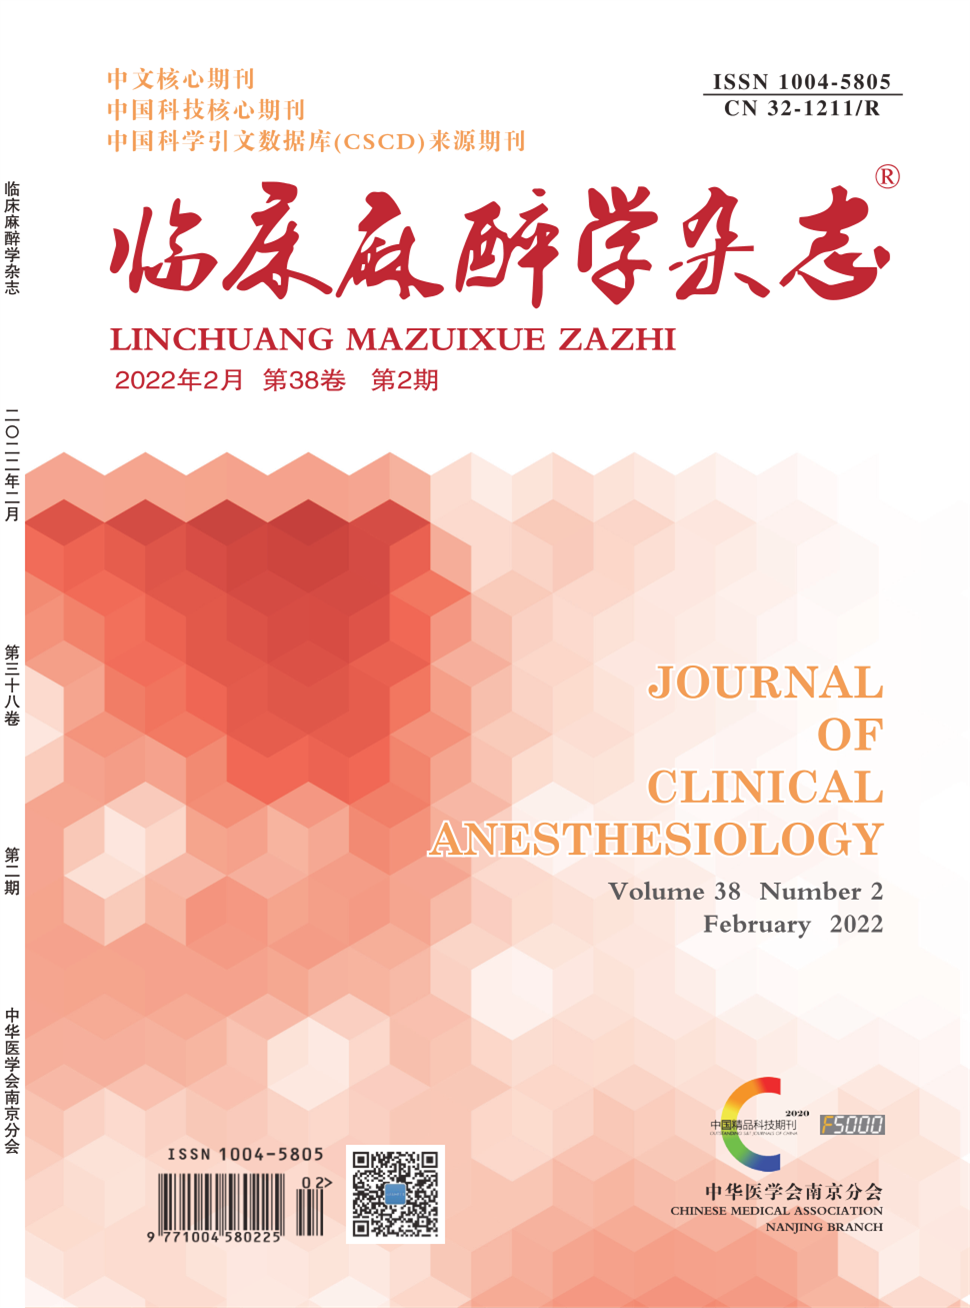 中文核心期刊
中国科技核心期刊
中国科学引文数据库(CSCD)来源期刊
ISSN 1004-5805
CN 32-1211/R
临床麻醉学杂志®
LINCHUANG MAZUIXUE ZAZHI
2022年2月 第38卷 第2期
临床麻醉学杂志
二〇二二年二月
第三十八卷
第二期
中华医学会南京分会
JOURNAL
OF
CLINICAL
ANESTHESIOLOGY
Volume 38 Number 2
February 2022
2020
中国精品科技期刊
OUTSTANDING S&T JOURNALS OF CHINA
F5000
中华医学会南京分会
CHINESE MEDICAL ASSOCIATION
NANJING BRANCH
ISSN 1004-5805
02>
9 771004 580225